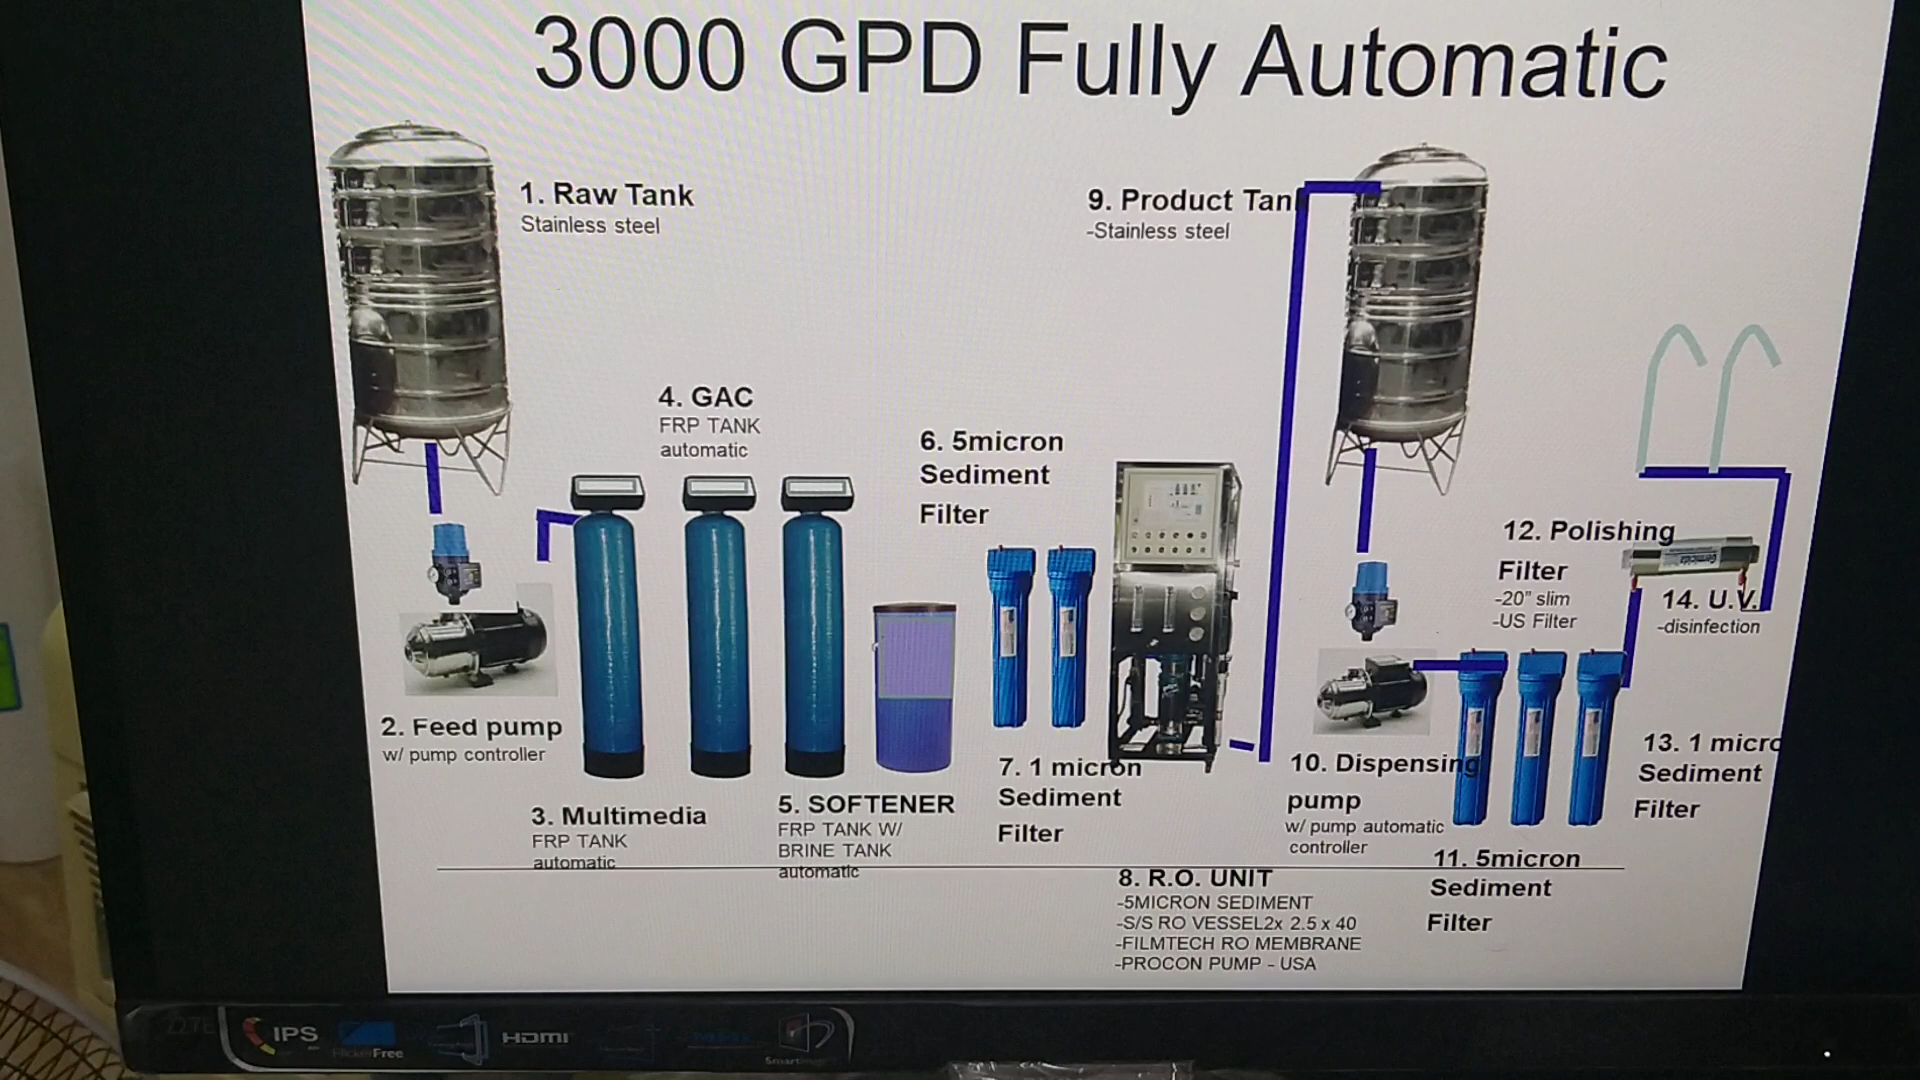 3000 GPD Fully Automatic
1. Raw Tank
Stainless steel
9. Product Tan
-Stainless steel
4. GAC
FRP TANK
automatic
6. 5micron
Sediment
Filter
12. Polishing
Filter
-20" slim
-US Filter
14. U.V.
-disinfection
2. Feed pump
w/ pump controller
7. 1 micron
Sediment
Filter
10. Dispensing
pump
w/ pump automatic
controller
13. 1 micro
Sediment
Filter
3. Multimedia
FRP TANK
automatic
5. SOFTENER
FRP TANK W/
BRINE TANK
automatic
11. 5micron
Sediment
Filter
8. R.O. UNIT
-5MICRON SEDIMENT
-S/S RO VESSEL2x 2.5 x 40
-FILMTECH RO MEMBRANE
-PROCON PUMP - USA
IPS
FlickerFree
HDMI